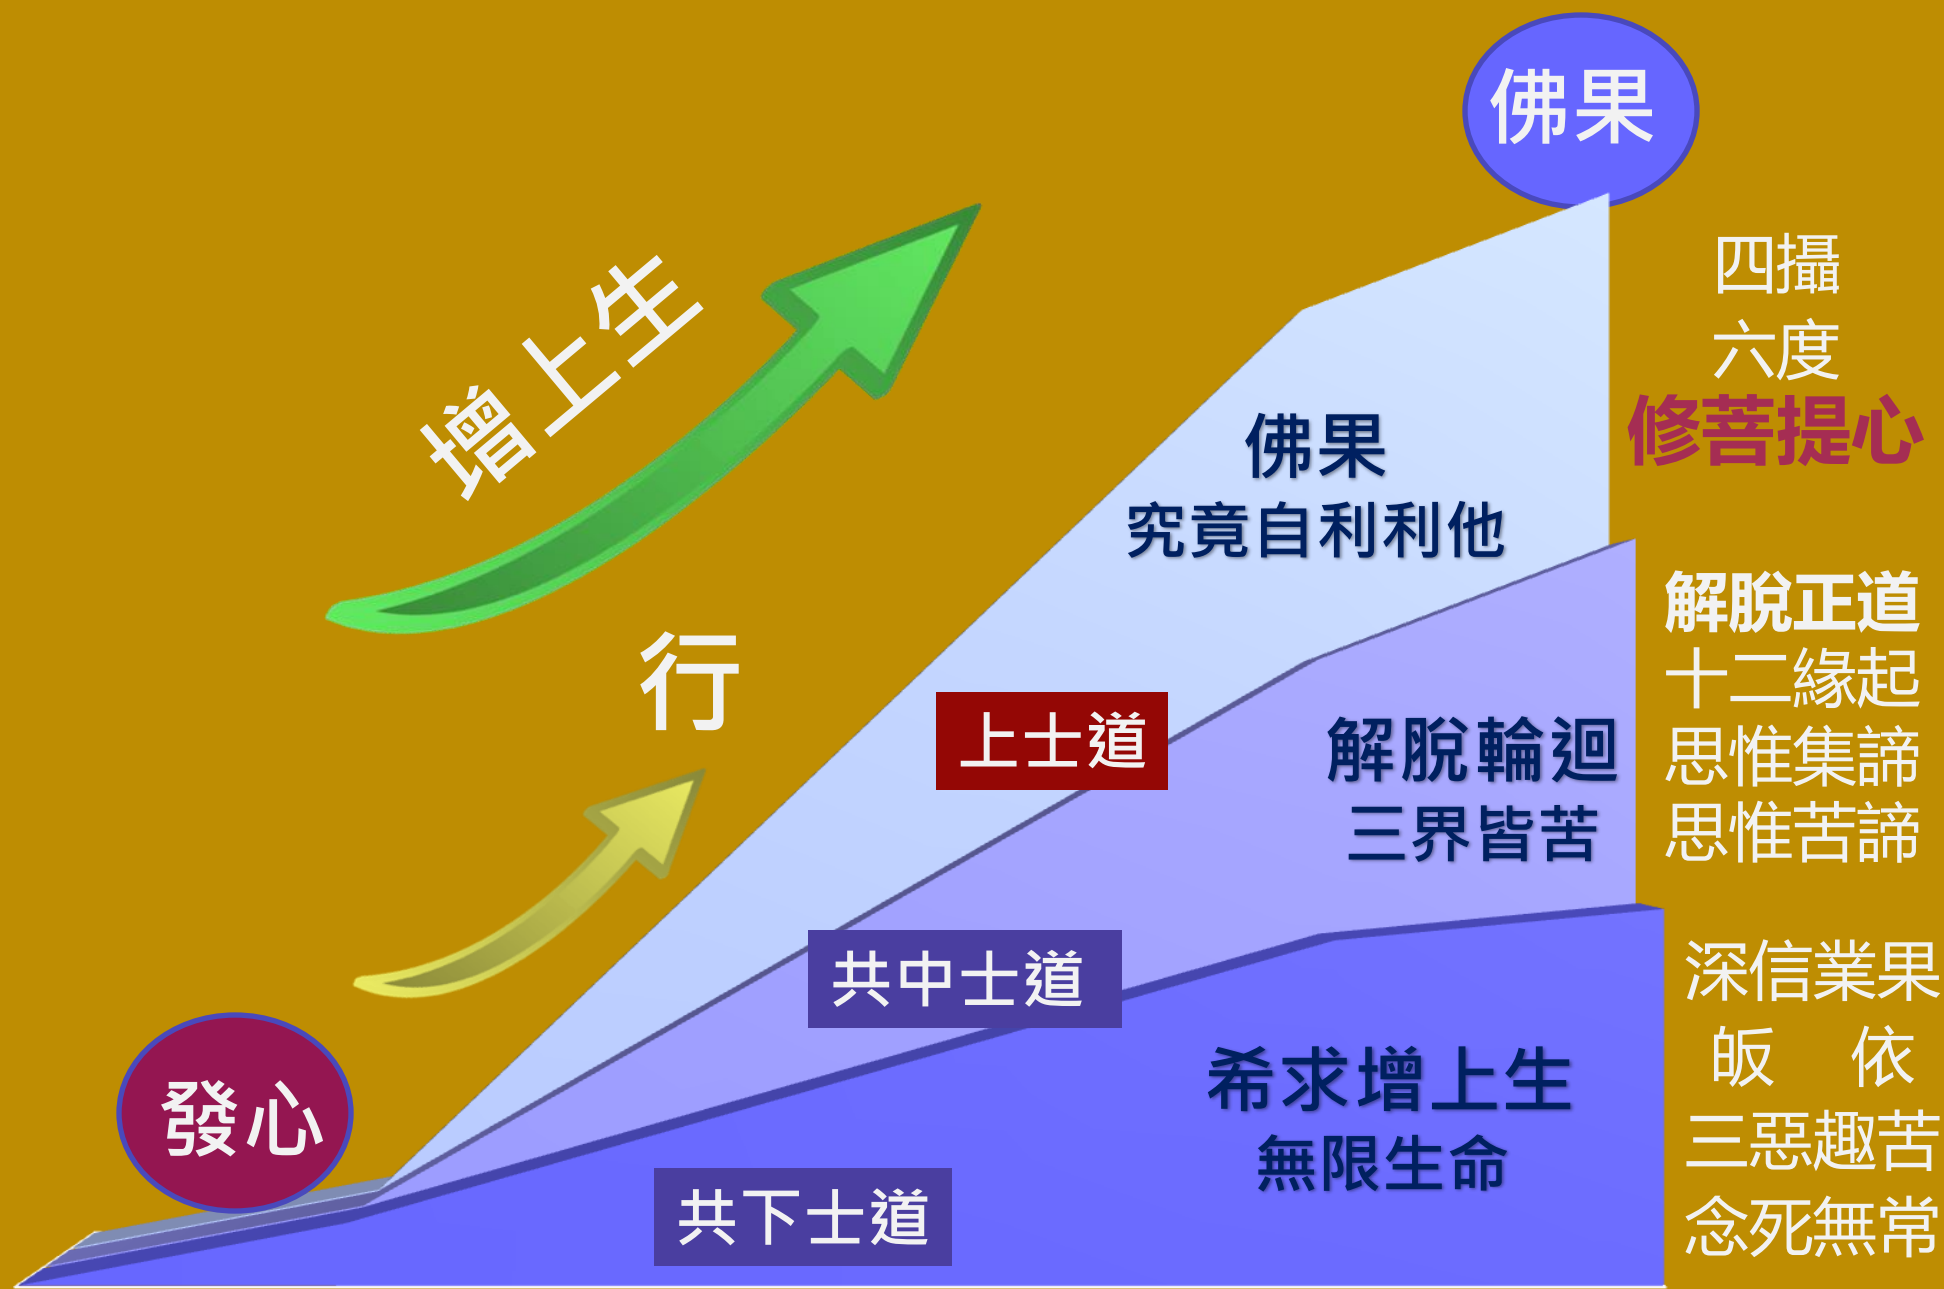 佛果
四攝
六度
修菩提心
增上生
佛果
究竟自利利他
行
上士道
解脫正道
十二緣起
思惟集諦
思惟苦諦
解脫輪迴
三界皆苦
共中士道
深信業果
皈 依
三惡趣苦
念死無常
發心
希求增上生
無限生命
共下士道